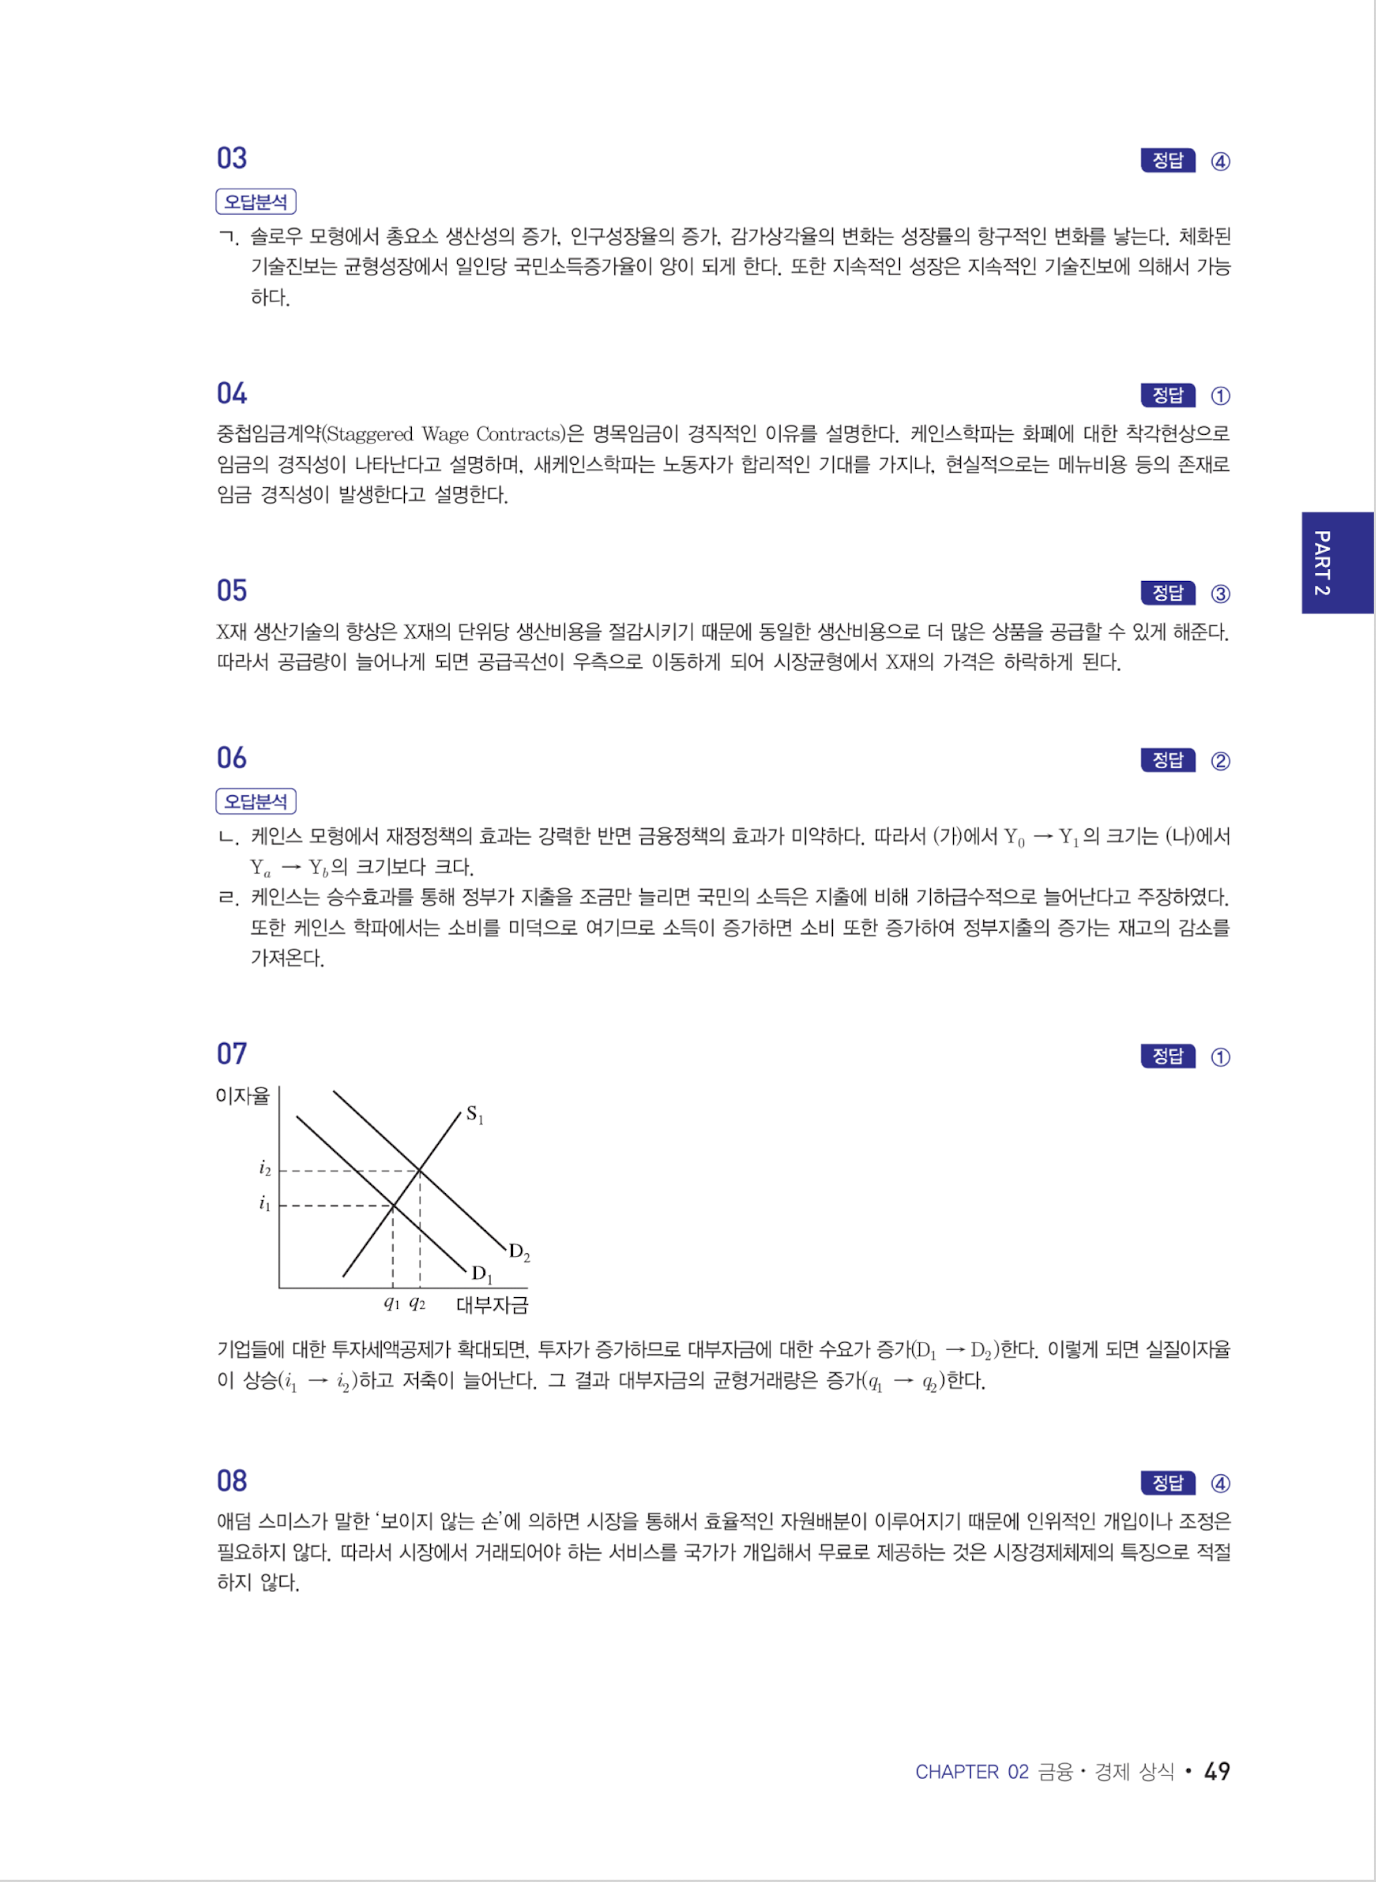 03
정답 ④
오답분석
ㄱ. 솔로우 모형에서 총요소 생산성의 증가, 인구성장율의 증가, 감가상각율의 변화는 성장률의 항구적인 변화를 낳는다. 체화된
기술진보는 균형성장에서 일인당 국민소득증가율이 양이 되게 한다. 또한 지속적인 성장은 지속적인 기술진보에 의해서 가능
하다.
04
정답 ①
중첩임금계약(Staggered Wage Contracts)은 명목임금이 경직적인 이유를 설명한다. 케인스학파는 화폐에 대한 착각현상으로
임금의 경직성이 나타난다고 설명하며, 새케인스학파는 노동자가 합리적인 기대를 가지나, 현실적으로는 메뉴비용 등의 존재로
임금 경직성이 발생한다고 설명한다.
05
정답 ③
X재 생산기술의 향상은 X재의 단위당 생산비용을 절감시키기 때문에 동일한 생산비용으로 더 많은 상품을 공급할 수 있게 해준다.
따라서 공급량이 늘어나게 되면 공급곡선이 우측으로 이동하게 되어 시장균형에서 X재의 가격은 하락하게 된다.
PART 2
06
정답 ②
오답분석
ㄴ. 케인스 모형에서 재정정책의 효과는 강력한 반면 금융정책의 효과가 미약하다. 따라서 (가)에서 Y₀ → Y₁의 크기는 (나)에서
Yₐ → Y_b의 크기보다 크다.
ㄹ. 케인스는 승수효과를 통해 정부가 지출을 조금만 늘리면 국민의 소득은 지출에 비해 기하급수적으로 늘어난다고 주장하였다.
또한 케인스 학파에서는 소비를 미덕으로 여기므로 소득이 증가하면 소비 또한 증가하여 정부지출의 증가는 재고의 감소를
가져온다.
07
정답 ①
이자율
S₁
i₂
i₁
D₂
D₁
q₁ q₂ 대부자금
기업들에 대한 투자세액공제가 확대되면, 투자가 증가하므로 대부자금에 대한 수요가 증가(D₁ → D₂)한다. 이렇게 되면 실질이자율
이 상승(i₁ → i₂)하고 저축이 늘어난다. 그 결과 대부자금의 균형거래량은 증가(q₁ → q₂)한다.
08
정답 ④
애덤 스미스가 말한 ‘보이지 않는 손’에 의하면 시장을 통해서 효율적인 자원배분이 이루어지기 때문에 인위적인 개입이나 조정은
필요하지 않다. 따라서 시장에서 거래되어야 하는 서비스를 국가가 개입해서 무료로 제공하는 것은 시장경제체제의 특징으로 적절
하지 않다.
CHAPTER 02 금융·경제 상식 • 49